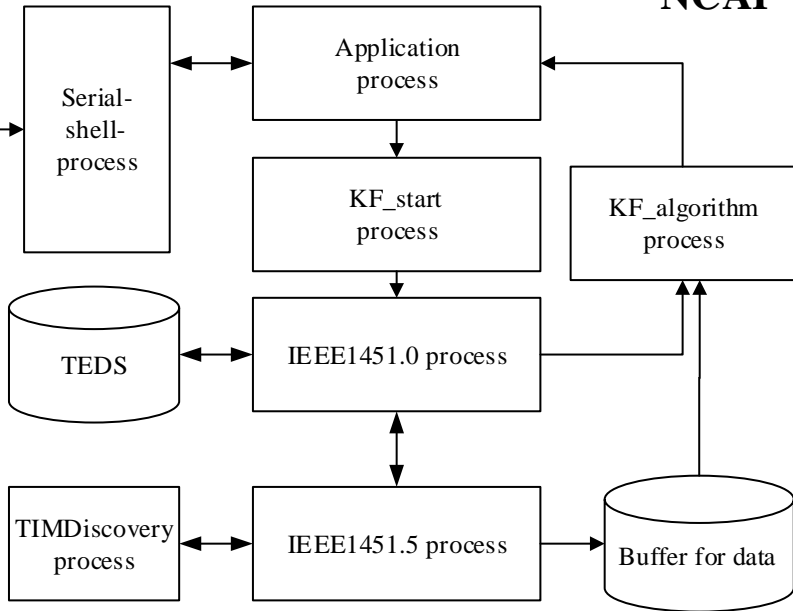 NCAP
Application
process
Serial-
shell-
process
KF_start
process
KF_algorithm
process
TEDS
IEEE1451.0 process
TIMDiscovery
process
IEEE1451.5 process
Buffer for data